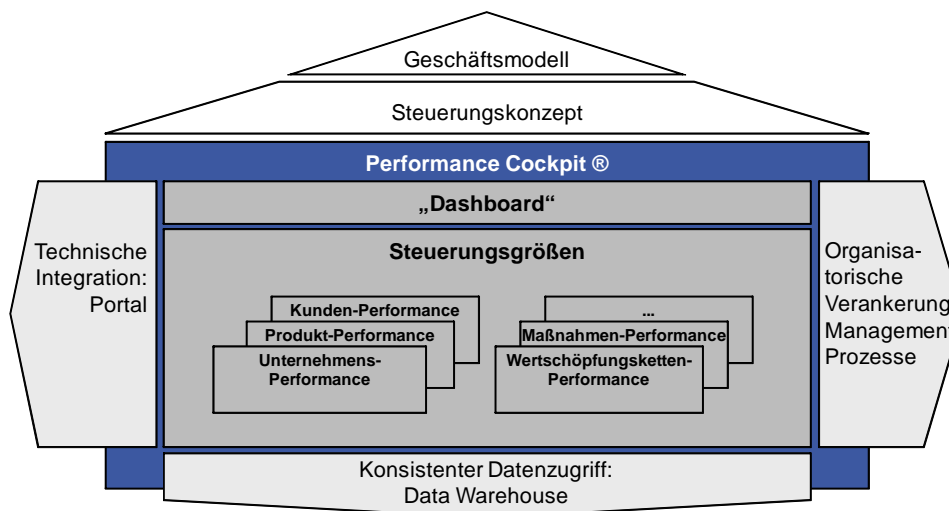 Geschäftsmodell
Steuerungskonzept
Performance Cockpit ®
„Dashboard“
Technische
Integration:
Portal
Steuerungsgrößen
Kunden-Performance
Produkt-Performance
Unternehmens-
Performance
...
Maßnahmen-Performance
Wertschöpfungsketten-
Performance
Organisa-
torische
Verankerung
Management
Prozesse
Konsistenter Datenzugriff:
Data Warehouse